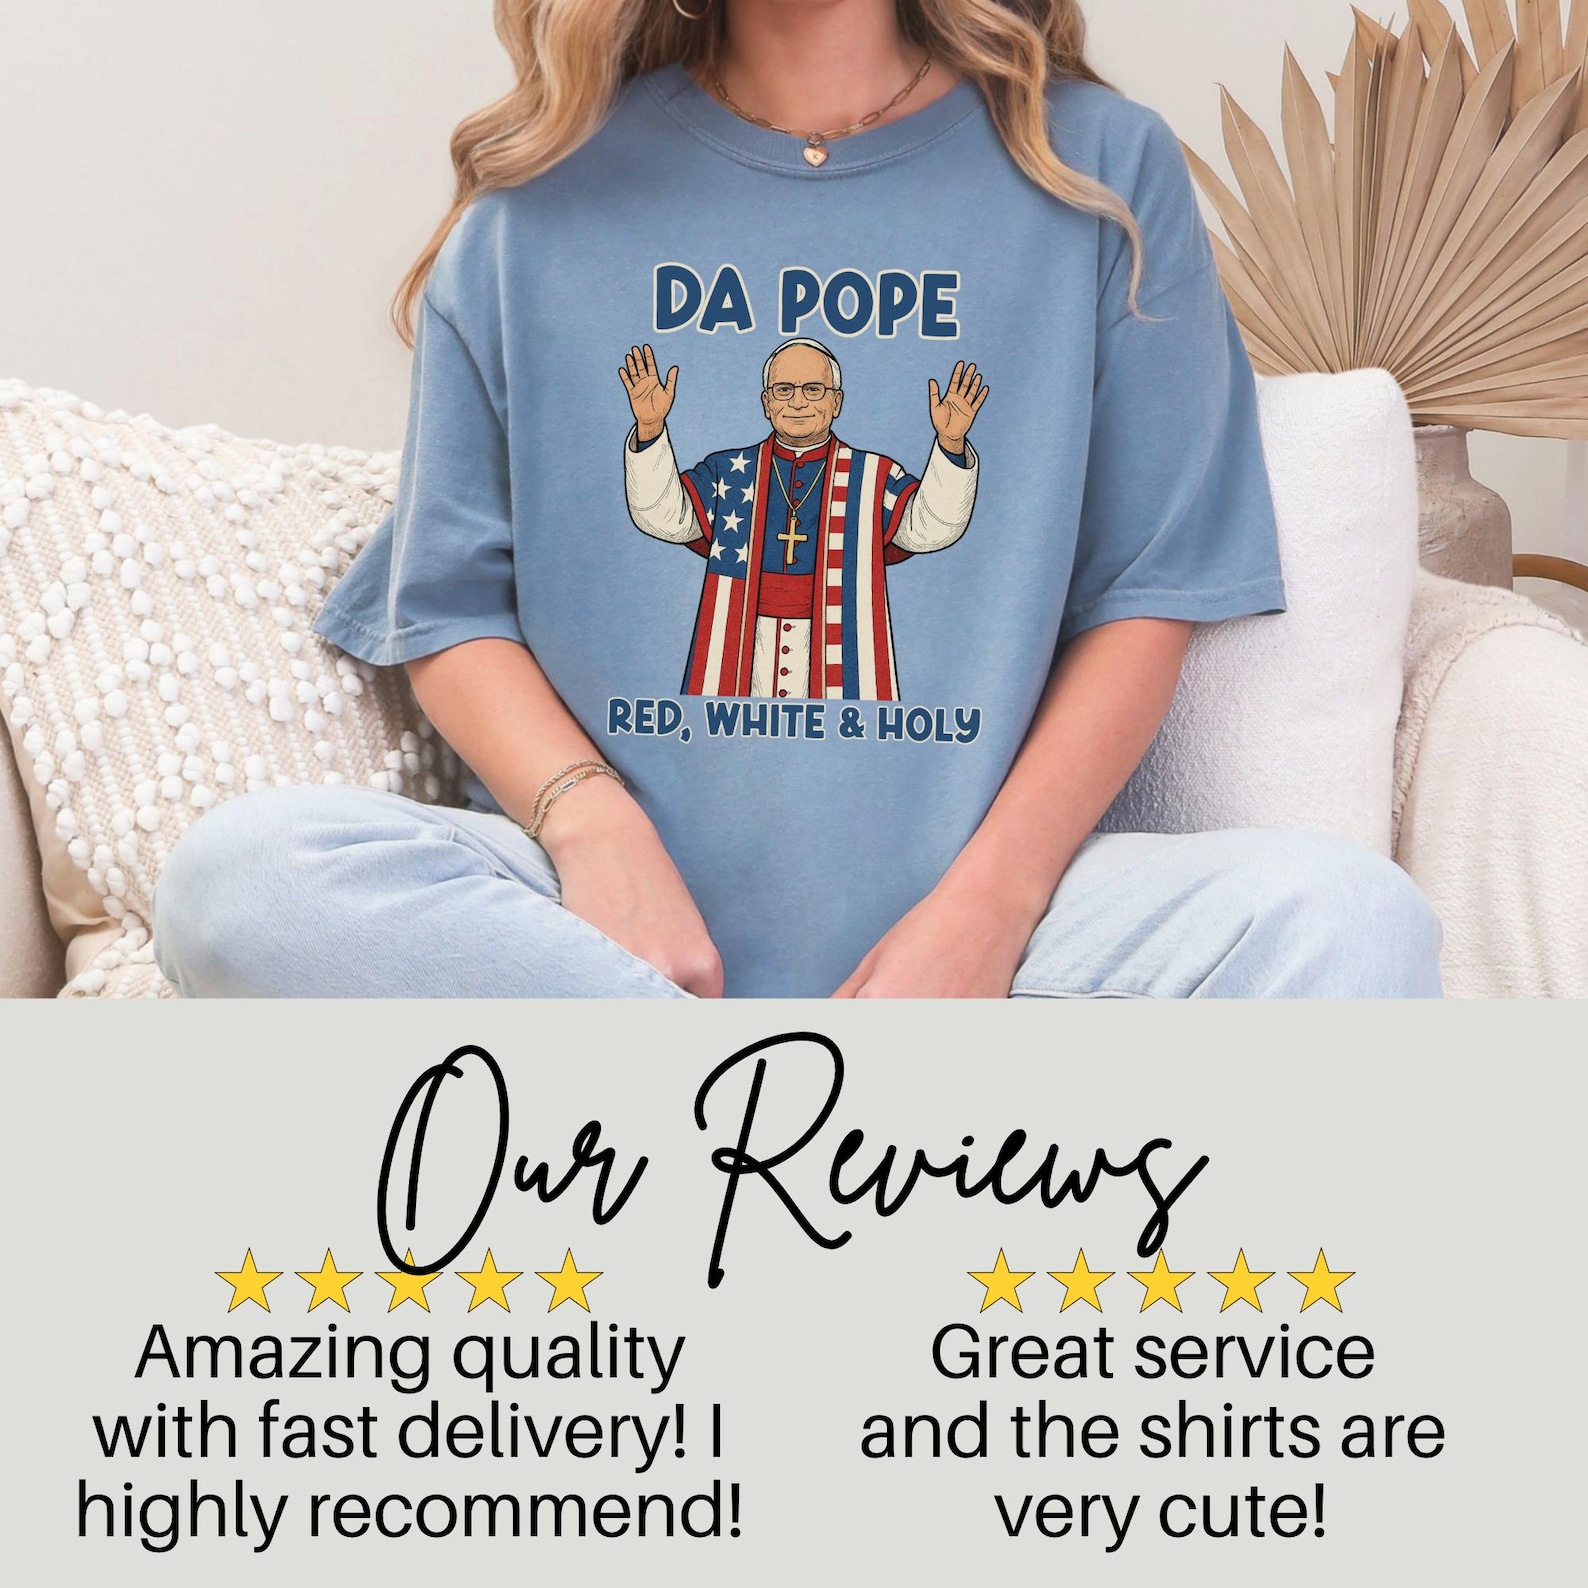 DA POPE
RED, WHITE & HOLY
Our Reviews
Amazing quality
with fast delivery! I
highly recommend!
Great service
and the shirts are
very cute!